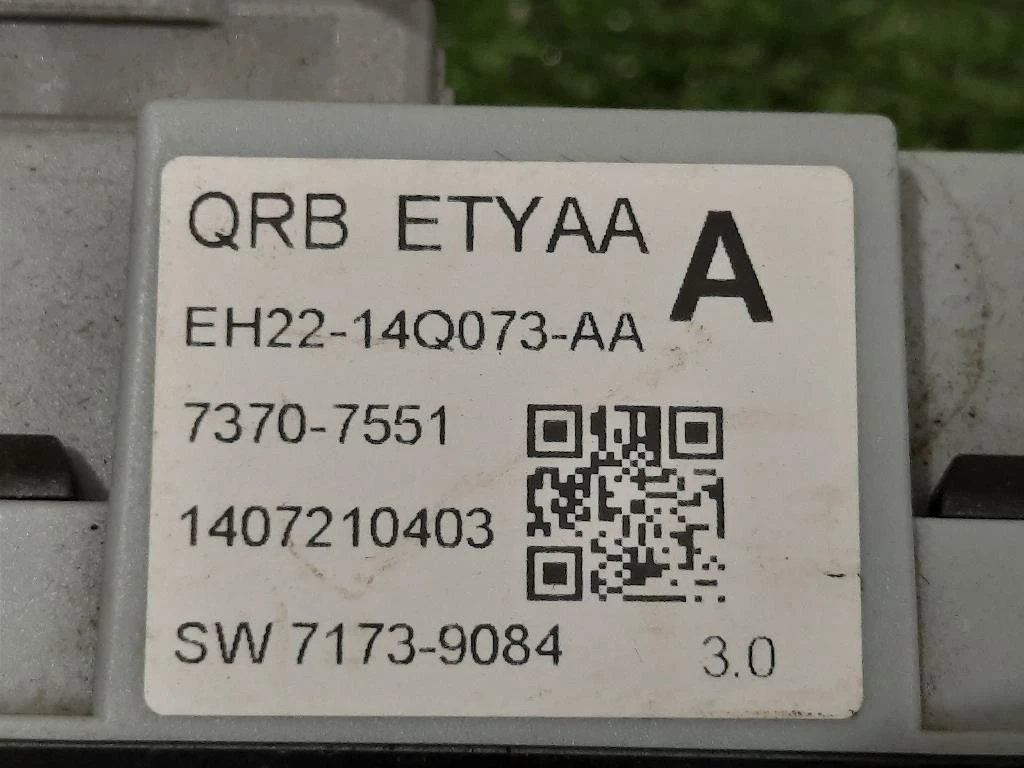 QRB ETYAA A
EH22-14Q073-AA
7370-7551
1407210403
SW 7173-9084 3.0